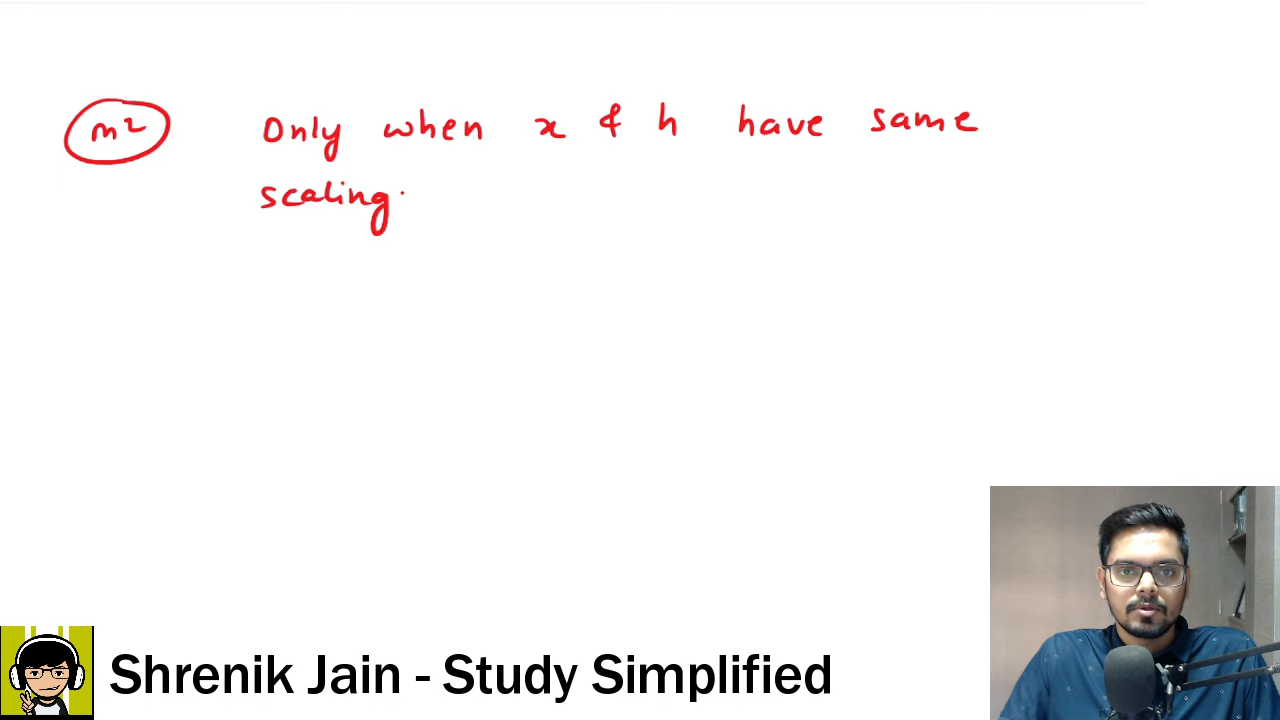 m² Only when x & h have same
scaling.
Shrenik Jain - Study Simplified